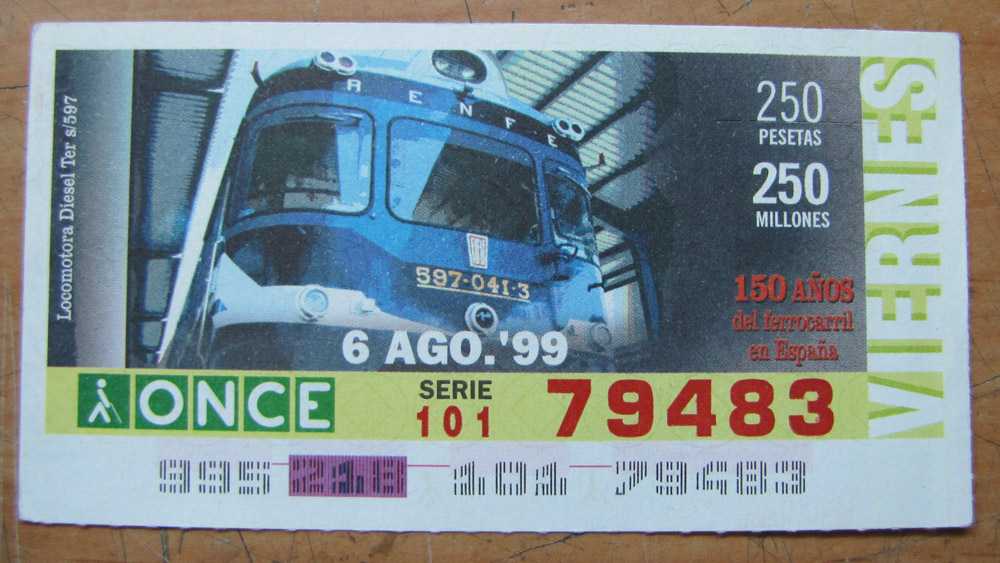 Locomotora Diesel Ter s/597
RENFE
597-041-3
250
PESETAS
250
MILLONES
150 AÑOS
del ferrocarril
en España
6 AGO.'99
VIERNES
ONCE
SERIE
101
79483
995 218 101 79483